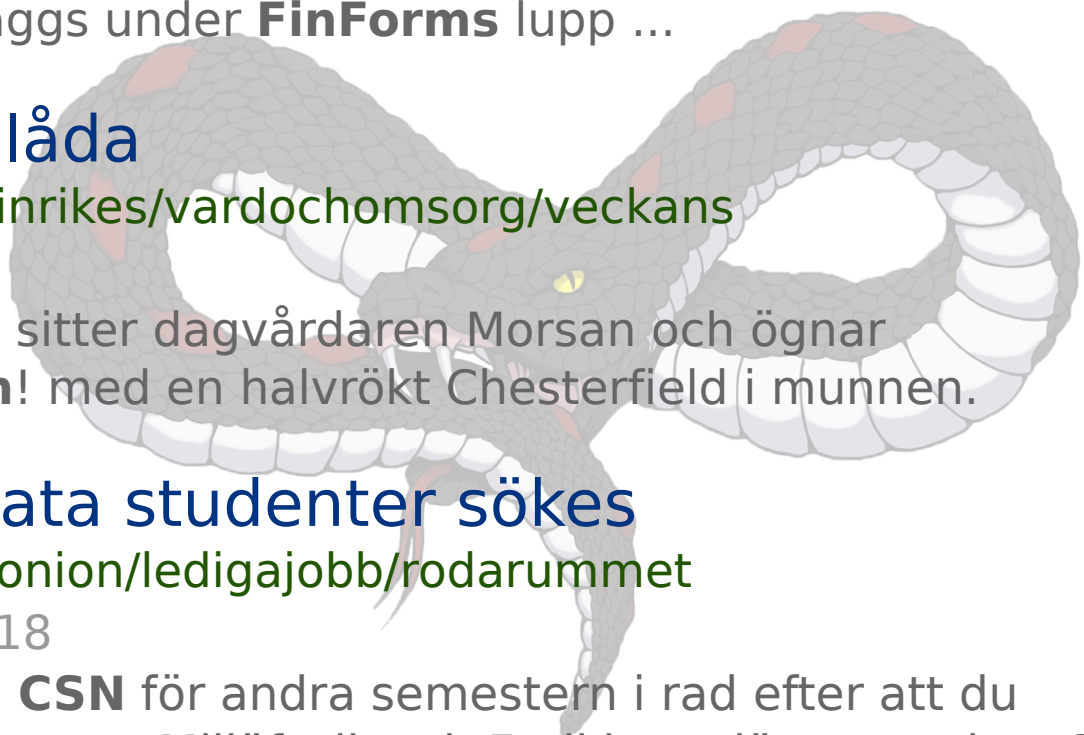 ggs under FinForms lupp ...
låda
inrikes/vardochomsorg/veckans
sitter dagvårdaren Morsan och ögnar
! med en halvrökt Chesterfield i munnen.
ata studenter sökes
onion/ledigajobb/rodarummet
18
CSN för andra semestern i rad efter att du